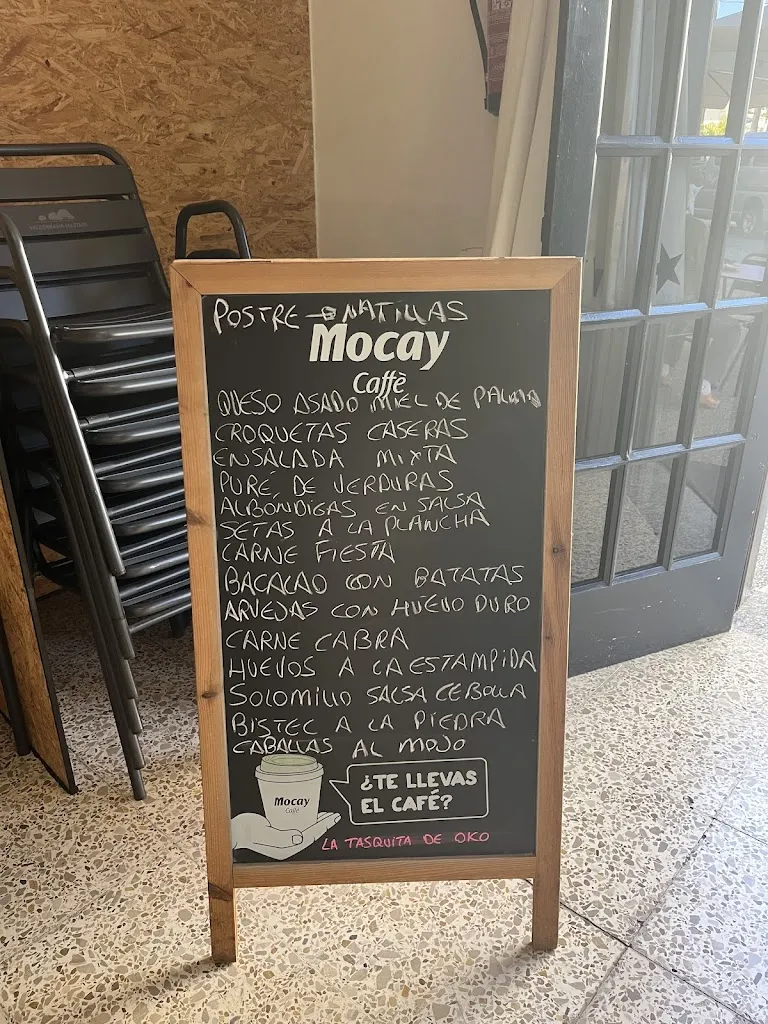 POSTRE → NATILLAS
Mocay
Caffè
QUESO ASADO MIEL DE PALMA
CROQUETAS CASERAS
ENSALADA MIXTA
PURÉ DE VERDURAS
ALBONDIGAS EN SALSA
SETAS A LA PLANCHA
CARNE FIESTA
BACALAO CON BATATAS
ARVEJAS CON HUEVO DURO
CARNE CABRA
HUEVOS A LA ESTAMPIDA
SOLOMILLO SALSA CEBOLLA
BISTEC A LA PIEDRA
CABALLAS AL MOJO
Mocay
Caffè
¿TE LLEVAS
EL CAFÉ?
LA TASQUITA DE OKO